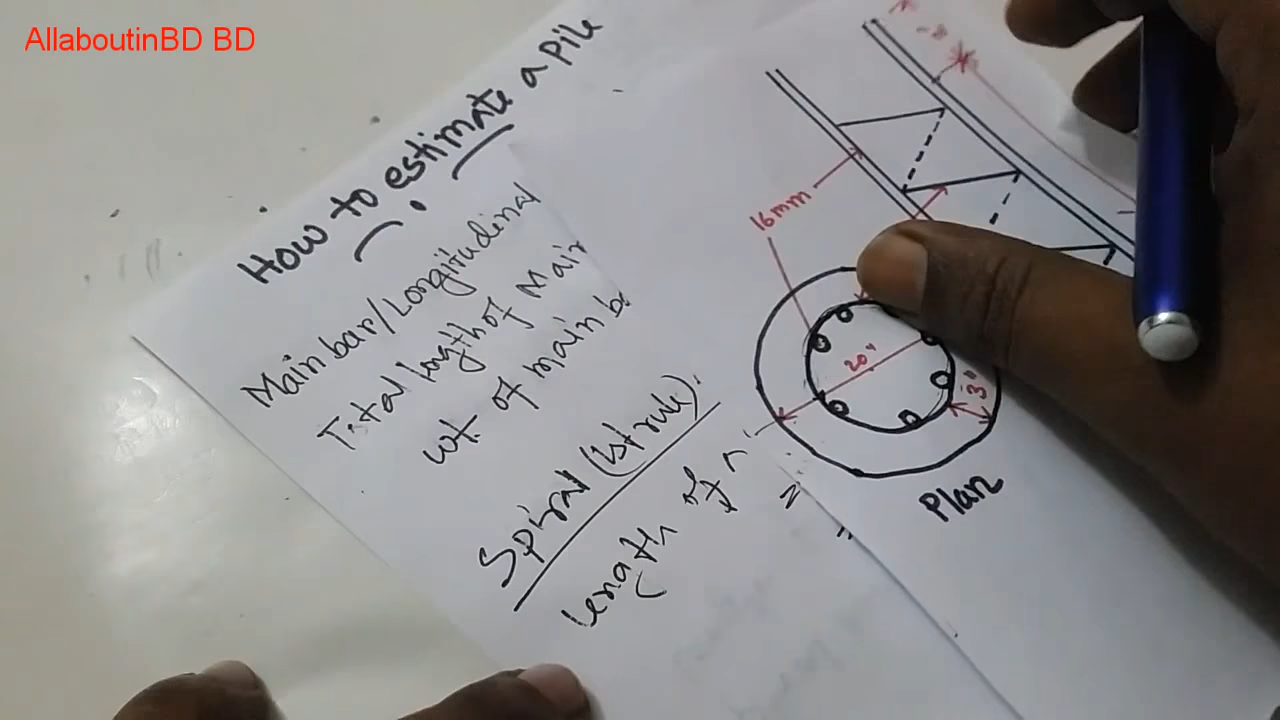 AllaboutinBD BD
How to estimate a pile
Main bar/Longitudinal
Total length of Main
wt. of main b
Spiral (1st rule).
Length of
16mm
20"
3"
Plan